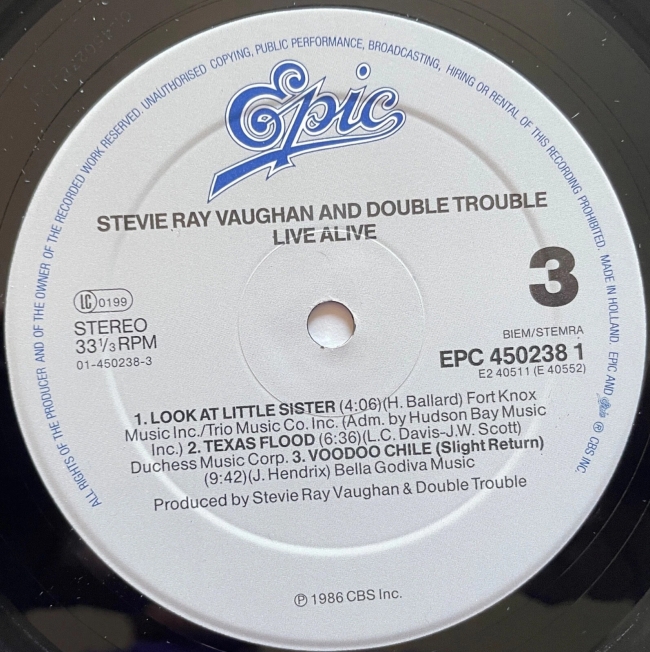 ALL RIGHTS OF THE PRODUCER AND OF THE OWNER OF THE RECORDED WORK RESERVED. UNAUTHORISED COPYING, PUBLIC PERFORMANCE, BROADCASTING, HIRING OR RENTAL OF THIS RECORDING PROHIBITED. MADE IN HOLLAND. EPIC AND Epic ® CBS INC.
Epic
STEVIE RAY VAUGHAN AND DOUBLE TROUBLE
LIVE ALIVE
3
LC 0199
STEREO
33 1/3 RPM
01-450238-3
BIEM/STEMRA
EPC 450238 1
E2 40511 (E 40552)
1. LOOK AT LITTLE SISTER (4:06)(H. Ballard) Fort Knox
Music Inc./Trio Music Co. Inc. (Adm. by Hudson Bay Music
Inc.) 2. TEXAS FLOOD (6:36)(L.C. Davis-J.W. Scott)
Duchess Music Corp. 3. VOODOO CHILE (Slight Return)
(9:42)(J. Hendrix) Bella Godiva Music
Produced by Stevie Ray Vaughan & Double Trouble
℗ 1986 CBS Inc.